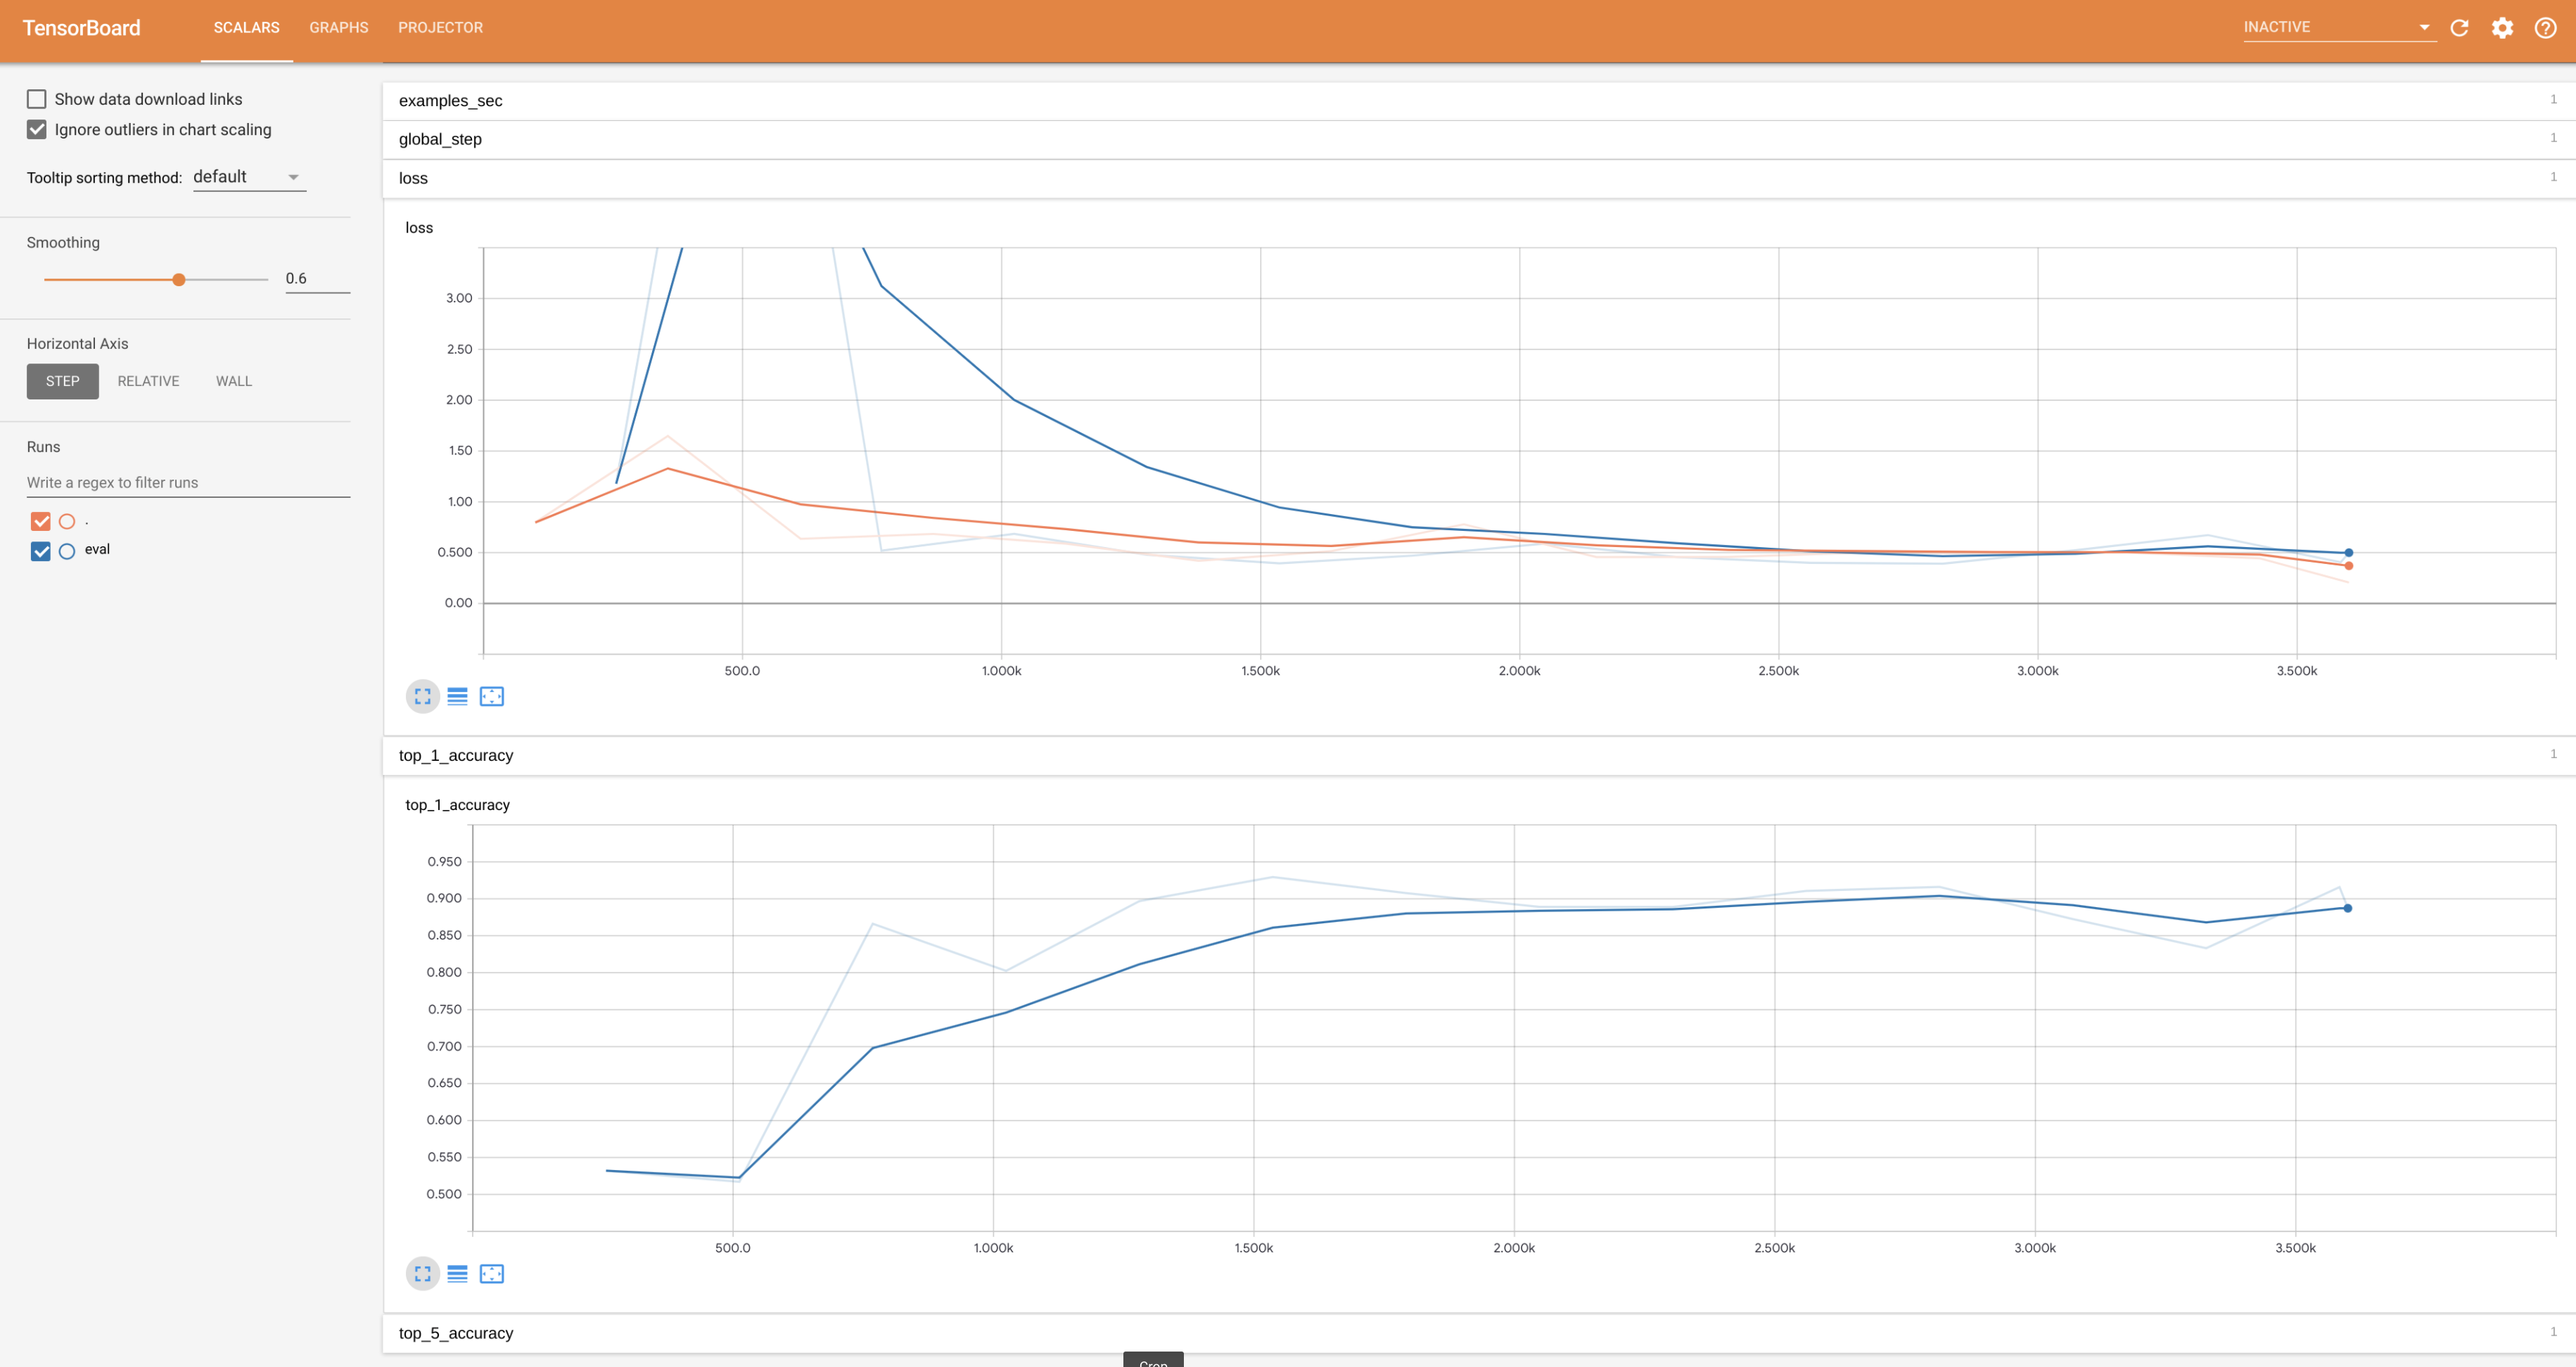 TensorBoard SCALARS GRAPHS PROJECTOR INACTIVE
Show data download links
Ignore outliers in chart scaling
Tooltip sorting method: default
Smoothing
0.6
Horizontal Axis
STEP RELATIVE WALL
Runs
Write a regex to filter runs
.
eval
examples_sec 1
global_step 1
loss 1
loss
3.00
2.50
2.00
1.50
1.00
0.500
0.00
500.0 1.000k 1.500k 2.000k 2.500k 3.000k 3.500k
top_1_accuracy 1
top_1_accuracy
0.950
0.900
0.850
0.800
0.750
0.700
0.650
0.600
0.550
0.500
500.0 1.000k 1.500k 2.000k 2.500k 3.000k 3.500k
top_5_accuracy 1